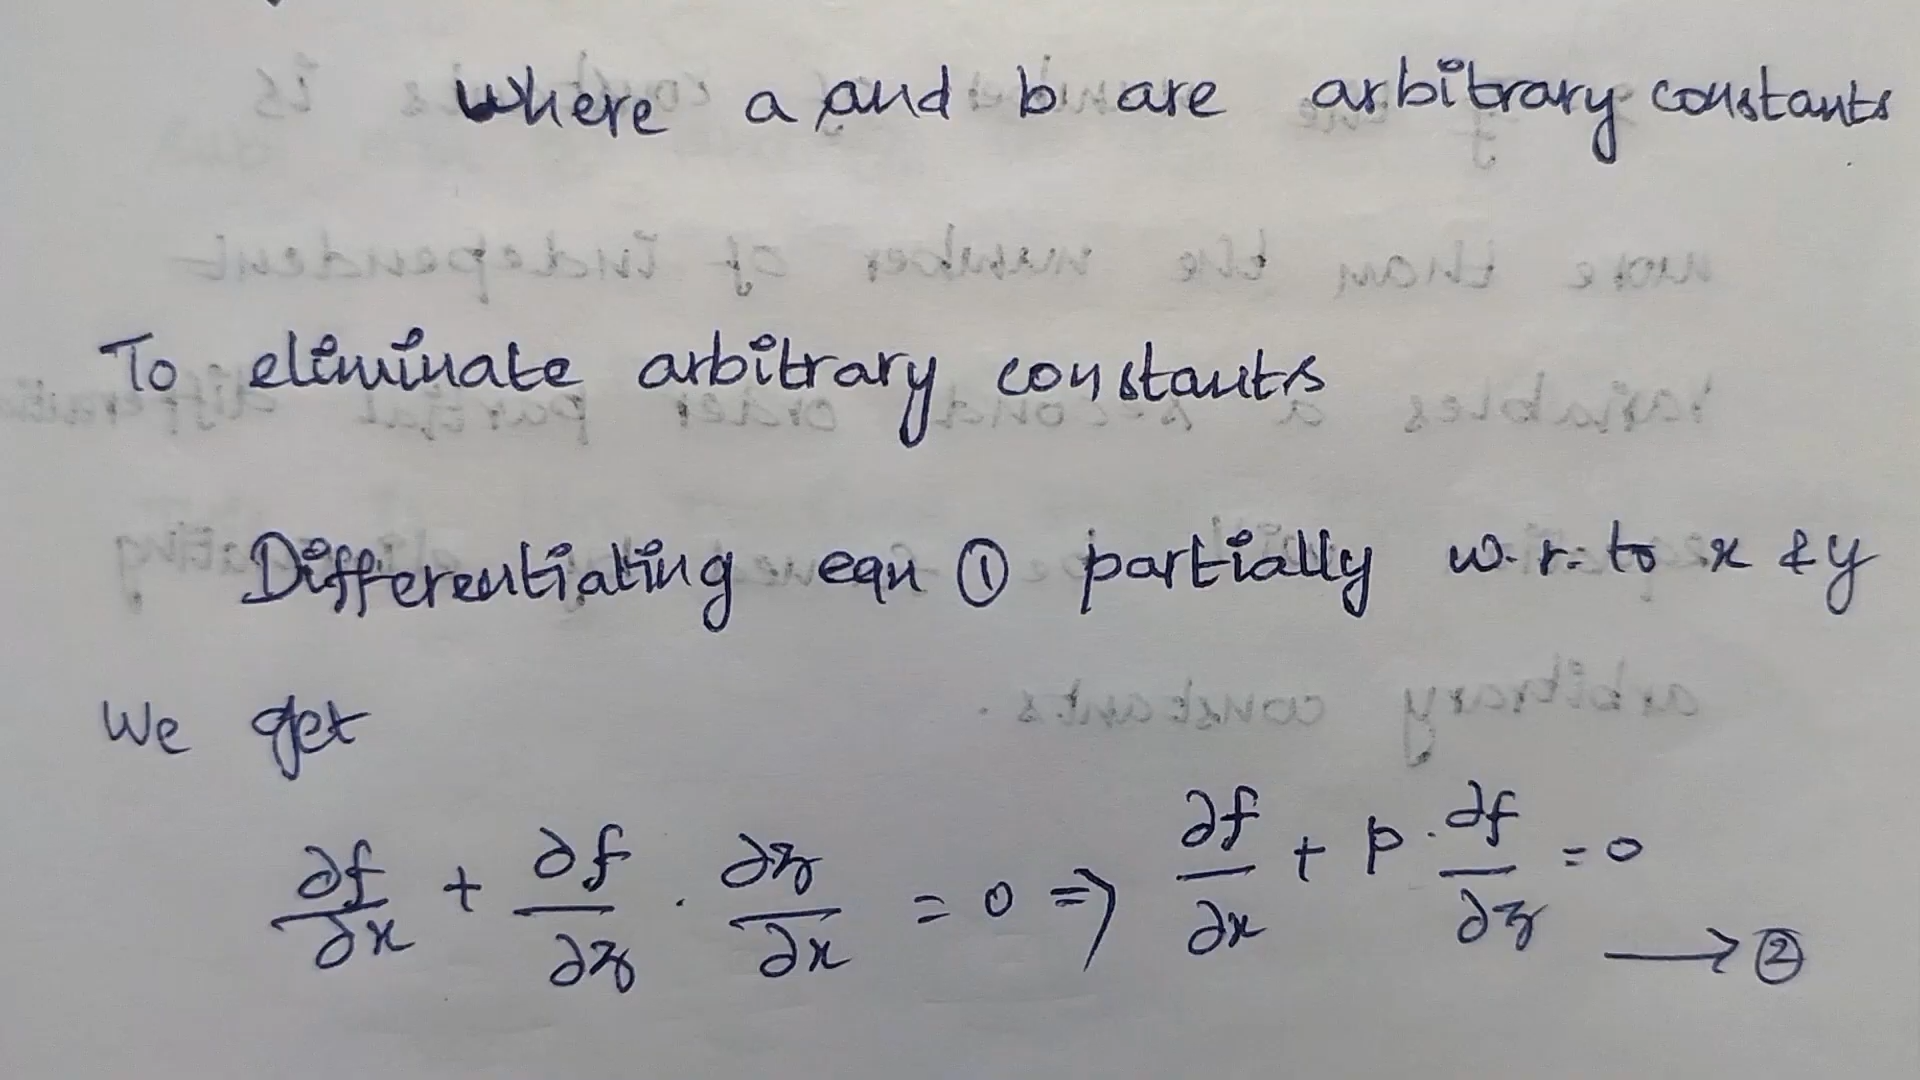 where a and b are arbitrary constants
To eliminate arbitrary constants
Differentiating eqn ① partially w.r. to x & y
We get
∂f/∂x + ∂f/∂z . ∂z/∂x = 0 ⇒ ∂f/∂x + p . ∂f/∂z = 0 → ②